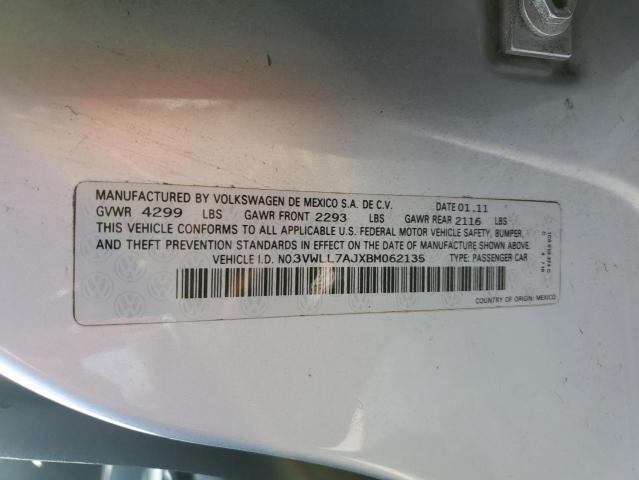 MANUFACTURED BY VOLKSWAGEN DE MEXICO S.A. DE C.V. DATE 01.11
GVWR 4299 LBS GAWR FRONT 2293 LBS GAWR REAR 2116 LBS
THIS VEHICLE CONFORMS TO ALL APPLICABLE U.S. FEDERAL MOTOR VEHICLE SAFETY, BUMPER,
AND THEFT PREVENTION STANDARDS IN EFFECT ON THE DATE OF MANUFACTURE SHOWN ABOVE.
VEHICLE I.D. NO.3VWLL7AJXBM062135 TYPE: PASSENGER CAR
COUNTRY OF ORIGIN: MEXICO